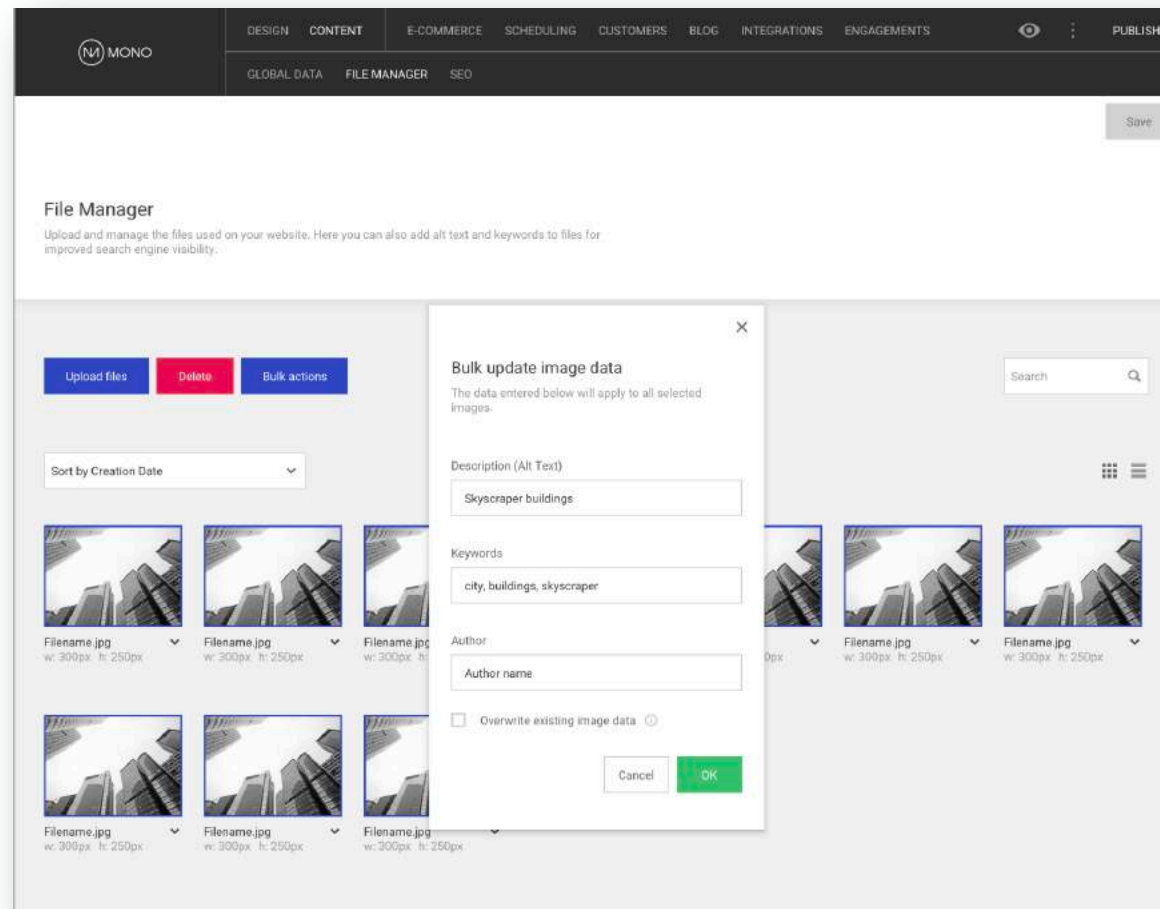 MONO
DESIGN CONTENT E-COMMERCE SCHEDULING CUSTOMERS BLOG INTEGRATIONS ENGAGEMENTS PUBLISH
GLOBAL DATA FILE MANAGER SEO
Save
File Manager
Upload and manage the files used on your website. Here you can also add alt text and keywords to files for
improved search engine visibility.
Upload files Delete Bulk actions
Search
Sort by Creation Date
Bulk update image data
The data entered below will apply to all selected
images.
Description (Alt Text)
Skyscraper buildings
Keywords
city, buildings, skyscraper
Author
Author name
Overwrite existing image data
Cancel OK
Filename.jpg Filename.jpg Filename.jpg Filename.jpg Filename.jpg
w: 300px h: 250px w: 300px h: 250px w: 300px h: 0px w: 300px h: 250px w: 300px h: 250px
Filename.jpg Filename.jpg Filename.jpg
w: 300px h: 250px w: 300px h: 250px w: 300px h: 250px